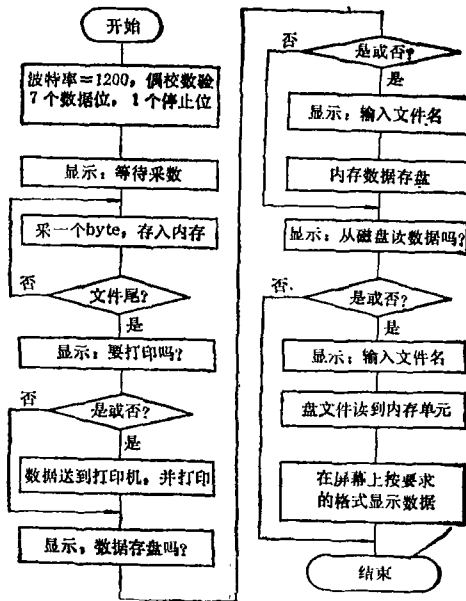 开始
波特率＝1200，偶校数验
7个数据位，1个停止位
显示：等待采数
采一个byte，存入内存
文件尾？
否
是
显示：要打印吗？
否
是或否？
是
数据送到打印机，并打印
显示，数据存盘吗？
否
是或否？
是
显示：输入文件名
内存数据存盘
显示：从磁盘读数据吗？
否
是或否？
是
显示：输入文件名
盘文件读到内存单元
在屏幕上按要求
的格式显示数据
结束